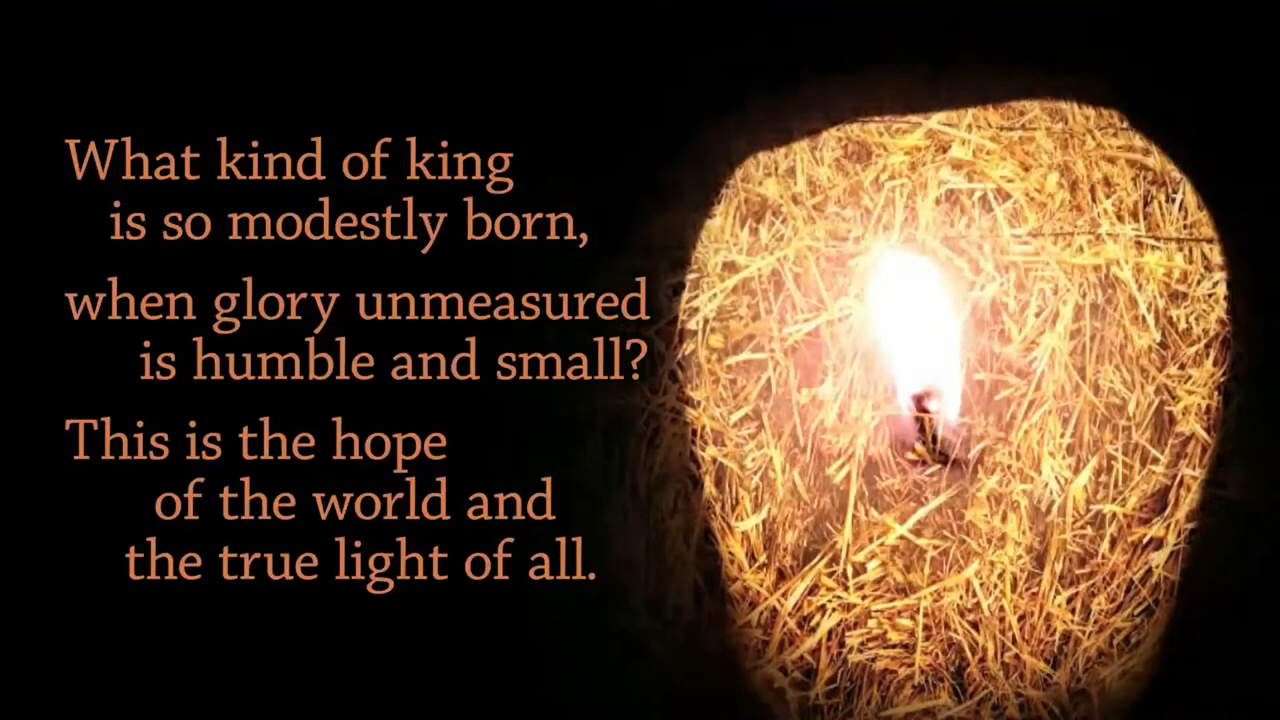 What kind of king
is so modestly born,
when glory unmeasured
is humble and small?
This is the hope
of the world and
the true light of all.